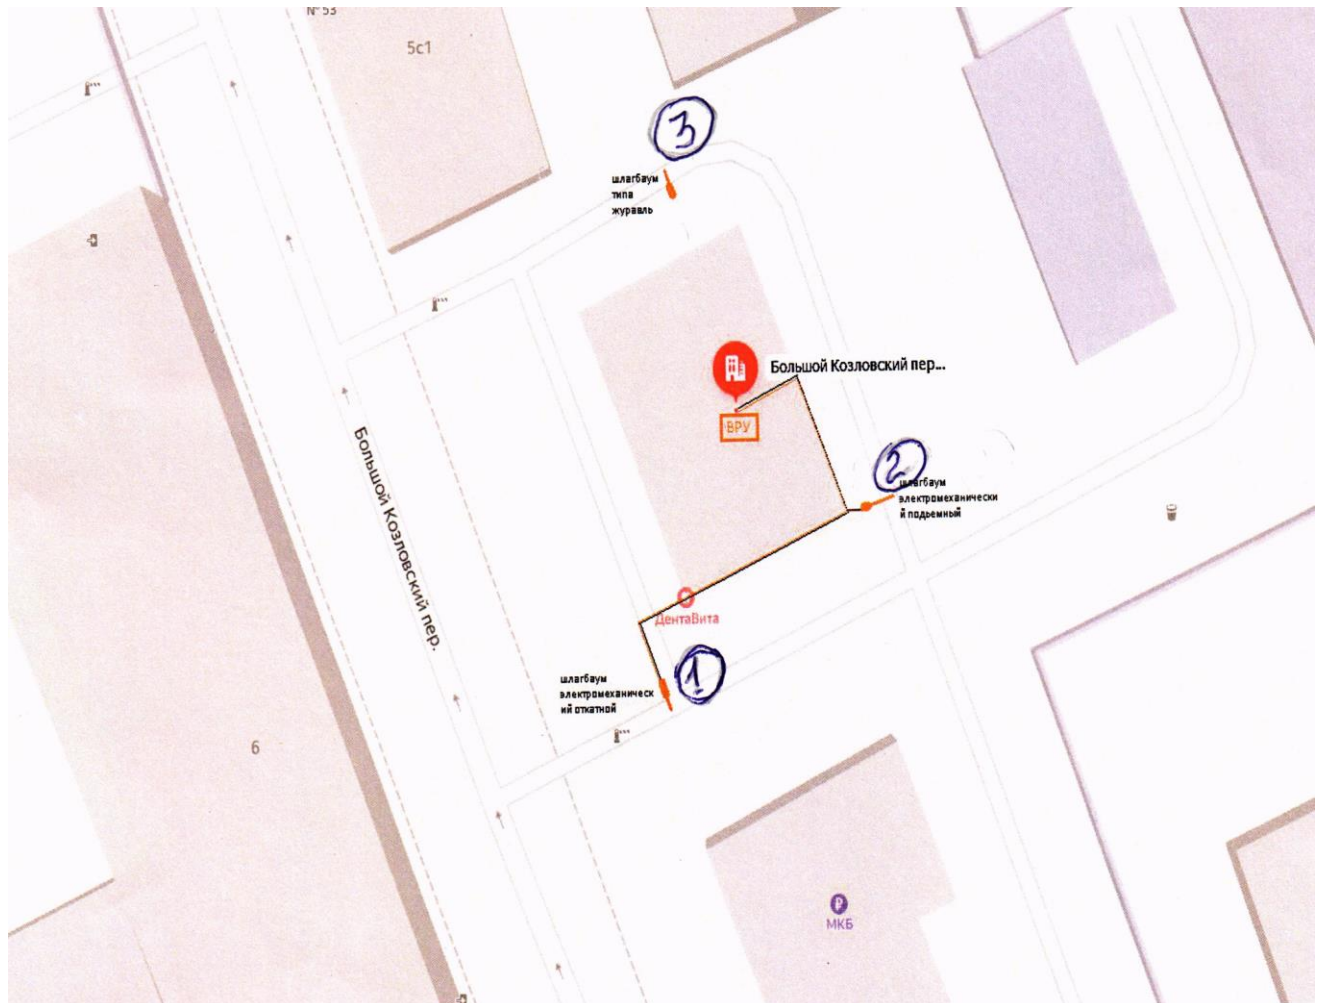 № 53
5с1
3
шлагбаум
типа
журавль
Большой Козловский пер...
ВРУ
2
шлагбаум
электромеханически
й подъемный
Большой Козловский пер.
ДентаВита
1
шлагбаум
электромеханическ
ий откатной
6
МКБ